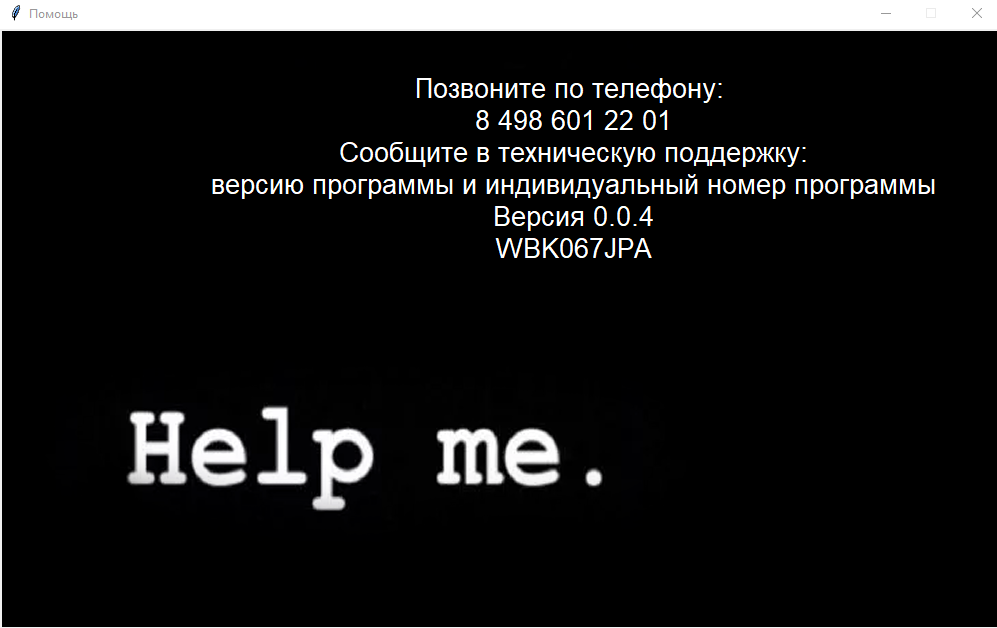 Помощь
Позвоните по телефону:
8 498 601 22 01
Сообщите в техническую поддержку:
версию программы и индивидуальный номер программы
Версия 0.0.4
WBK067JPA
Help me.